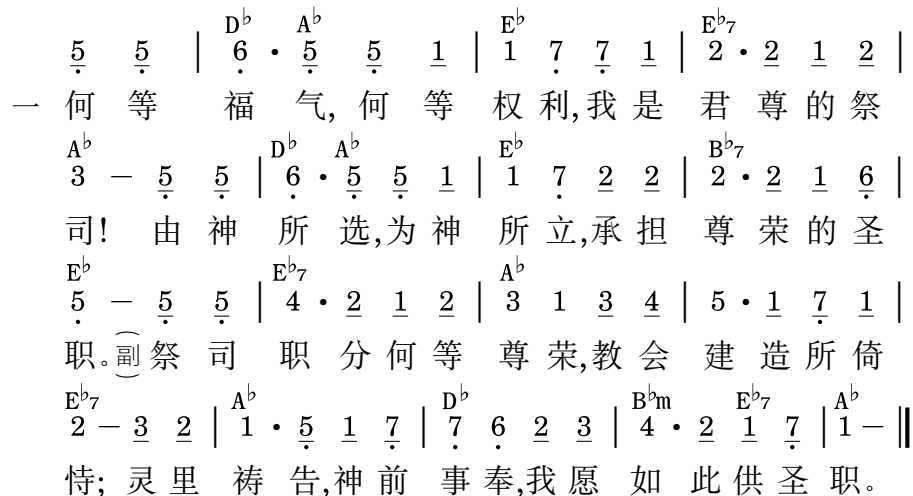 D♭ A♭ E♭ E♭7
5 5 | 6 · 5 5 1 | 1 7 7 1 | 2 · 2 1 2 |
一 何 等 福 气, 何 等 权 利, 我 是 君 尊 的 祭
A♭ D♭ A♭ E♭ B♭7
3 – 5 5 | 6 · 5 5 1 | 1 7 2 2 | 2 · 2 1 6 |
司! 由 神 所 选, 为 神 所 立, 承 担 尊 荣 的 圣
E♭ E♭7 A♭
5 – 5 5 | 4 · 2 1 2 | 3 1 3 4 | 5 · 1 7 1 |
职。(副) 祭 司 职 分 何 等 尊 荣, 教 会 建 造 所 倚
E♭7 A♭ D♭ B♭m E♭7 A♭
2 – 3 2 | 1 · 5 1 7 | 7 6 2 3 | 4 · 2 1 7 | 1 – ‖
恃; 灵 里 祷 告, 神 前 事 奉, 我 愿 如 此 供 圣 职。